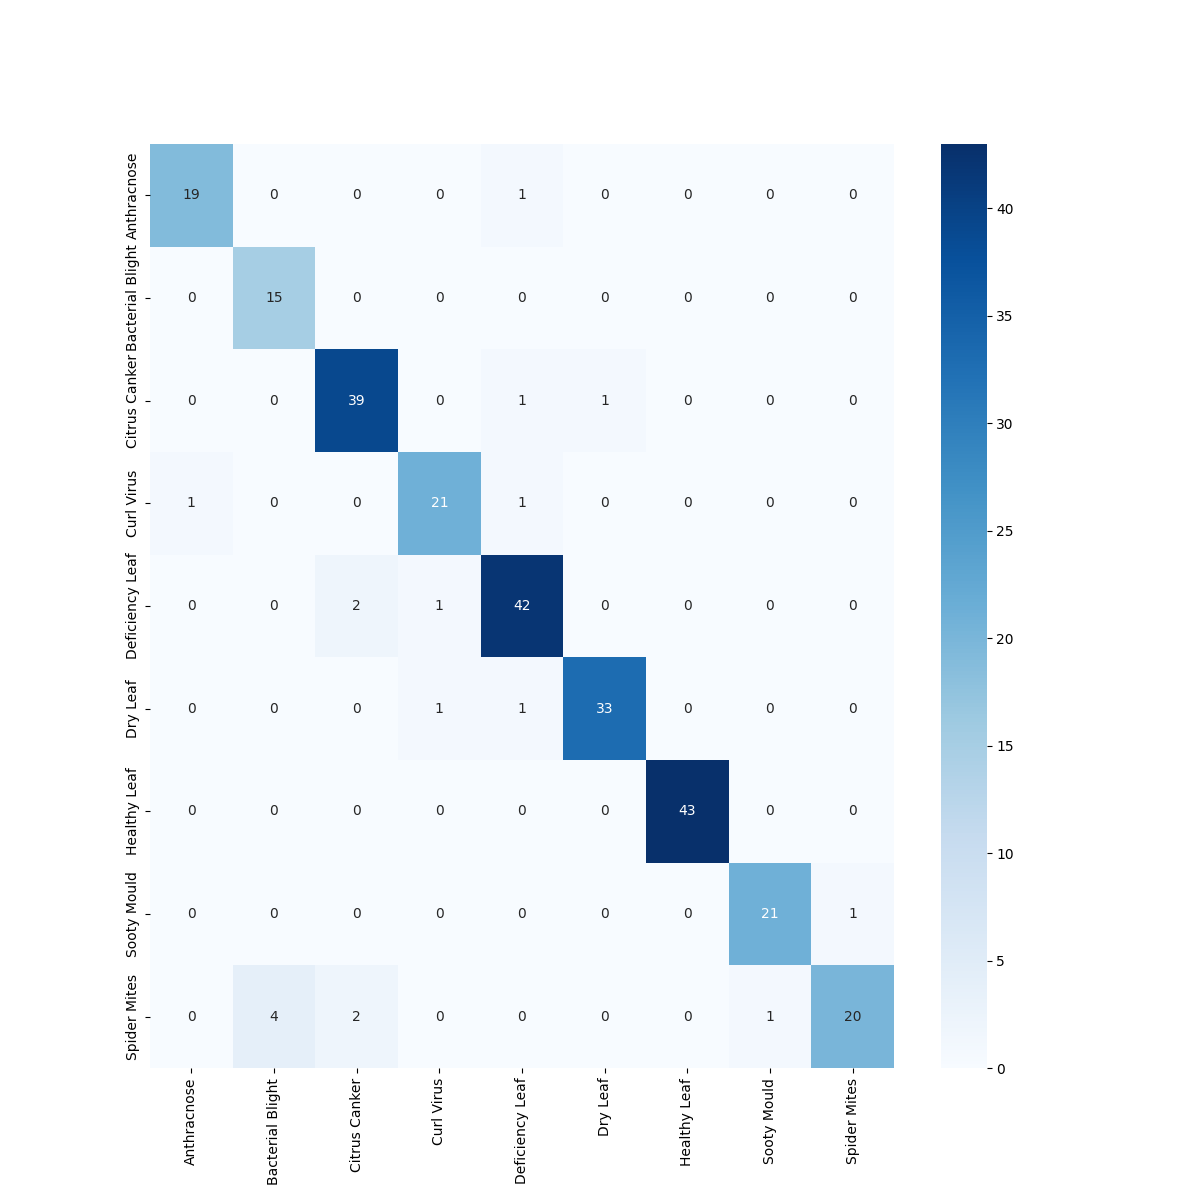 Anthracnose 19 0 0 0 1 0 0 0 0
Bacterial Blight 0 15 0 0 0 0 0 0 0
Citrus Canker 0 0 39 0 1 1 0 0 0
Curl Virus 1 0 0 21 1 0 0 0 0
Deficiency Leaf 0 0 2 1 42 0 0 0 0
Dry Leaf 0 0 0 1 1 33 0 0 0
Healthy Leaf 0 0 0 0 0 0 43 0 0
Sooty Mould 0 0 0 0 0 0 0 21 1
Spider Mites 0 4 2 0 0 0 0 1 20
Anthracnose
Bacterial Blight
Citrus Canker
Curl Virus
Deficiency Leaf
Dry Leaf
Healthy Leaf
Sooty Mould
Spider Mites
40
35
30
25
20
15
10
5
0